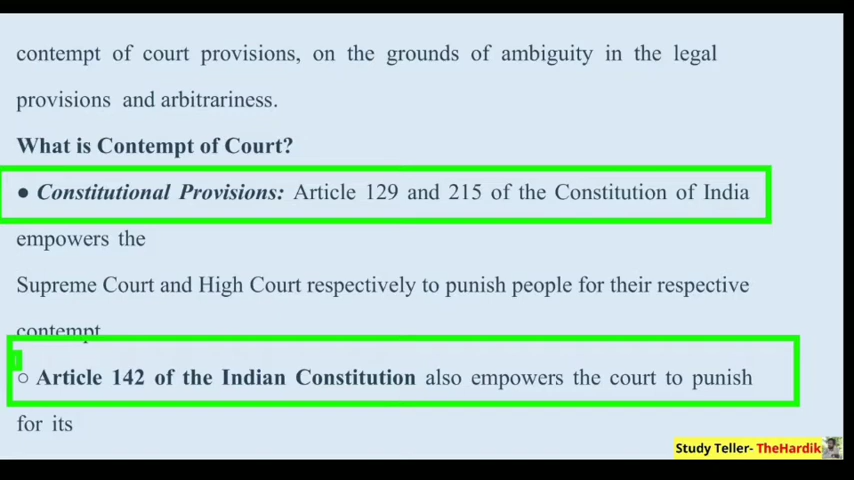 contempt of court provisions, on the grounds of ambiguity in the legal
provisions and arbitrariness.
What is Contempt of Court?
● Constitutional Provisions: Article 129 and 215 of the Constitution of India
empowers the
Supreme Court and High Court respectively to punish people for their respective
contempt
○ Article 142 of the Indian Constitution also empowers the court to punish
for its
Study Teller- TheHardik